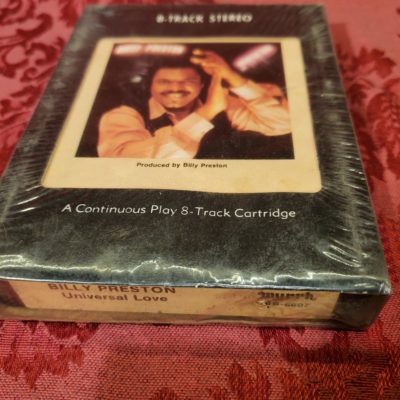 8-TRACK STEREO
BILLY PRESTON
Produced by Billy Preston
A Continuous Play 8-Track Cartridge
BILLY PRESTON
Universal Love